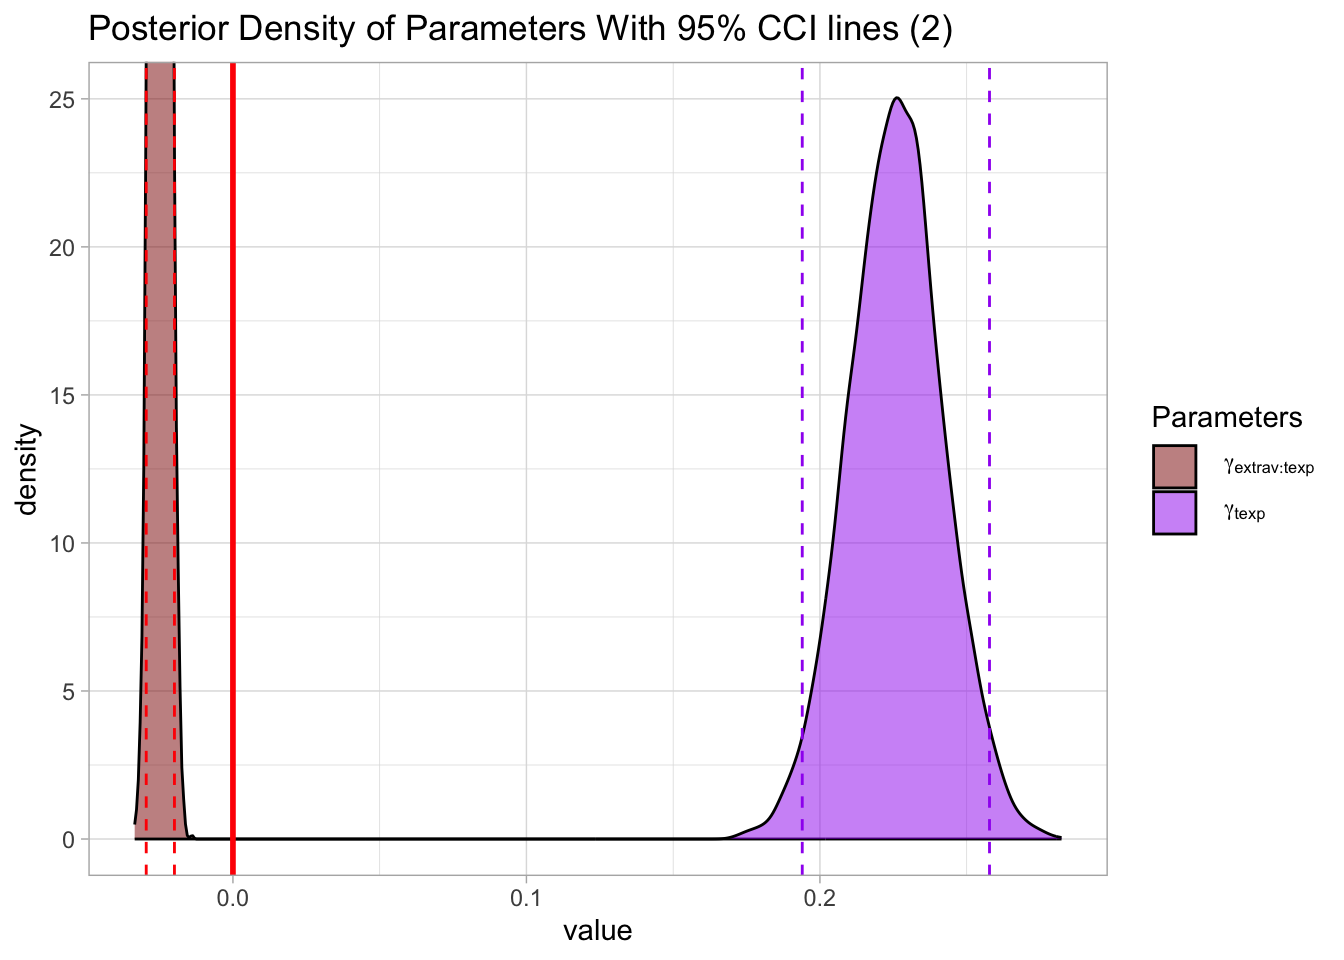 Posterior Density of Parameters With 95% CCI lines (2)
25
20
15
10
5
0
density
0.0 0.1 0.2
value
Parameters
γextrav:texp
γtexp